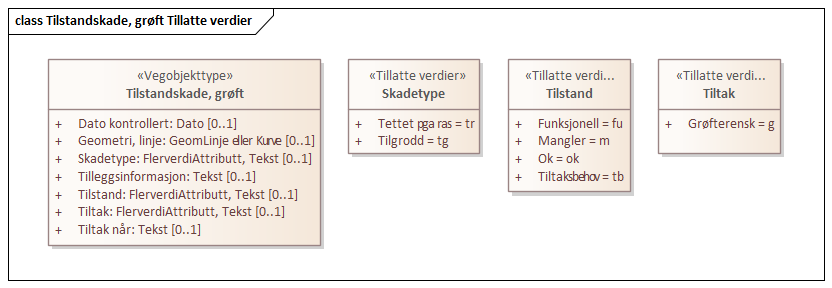 class Tilstandskade, grøft Tillatte verdier
«Vegobjekttype»
Tilstandskade, grøft
+ Dato kontrollert: Dato [0..1]
+ Geometri, linje: GeomLinje eller Kurve [0..1]
+ Skadetype: FlerverdiAttributt, Tekst [0..1]
+ Tilleggsinformasjon: Tekst [0..1]
+ Tilstand: FlerverdiAttributt, Tekst [0..1]
+ Tiltak: FlerverdiAttributt, Tekst [0..1]
+ Tiltak når: Tekst [0..1]
«Tillatte verdier»
Skadetype
+ Tettet pga ras = tr
+ Tilgrodd = tg
«Tillatte verdi...
Tilstand
+ Funksjonell = fu
+ Mangler = m
+ Ok = ok
+ Tiltaksbehov = tb
«Tillatte verdi...
Tiltak
+ Grøfterensk = g